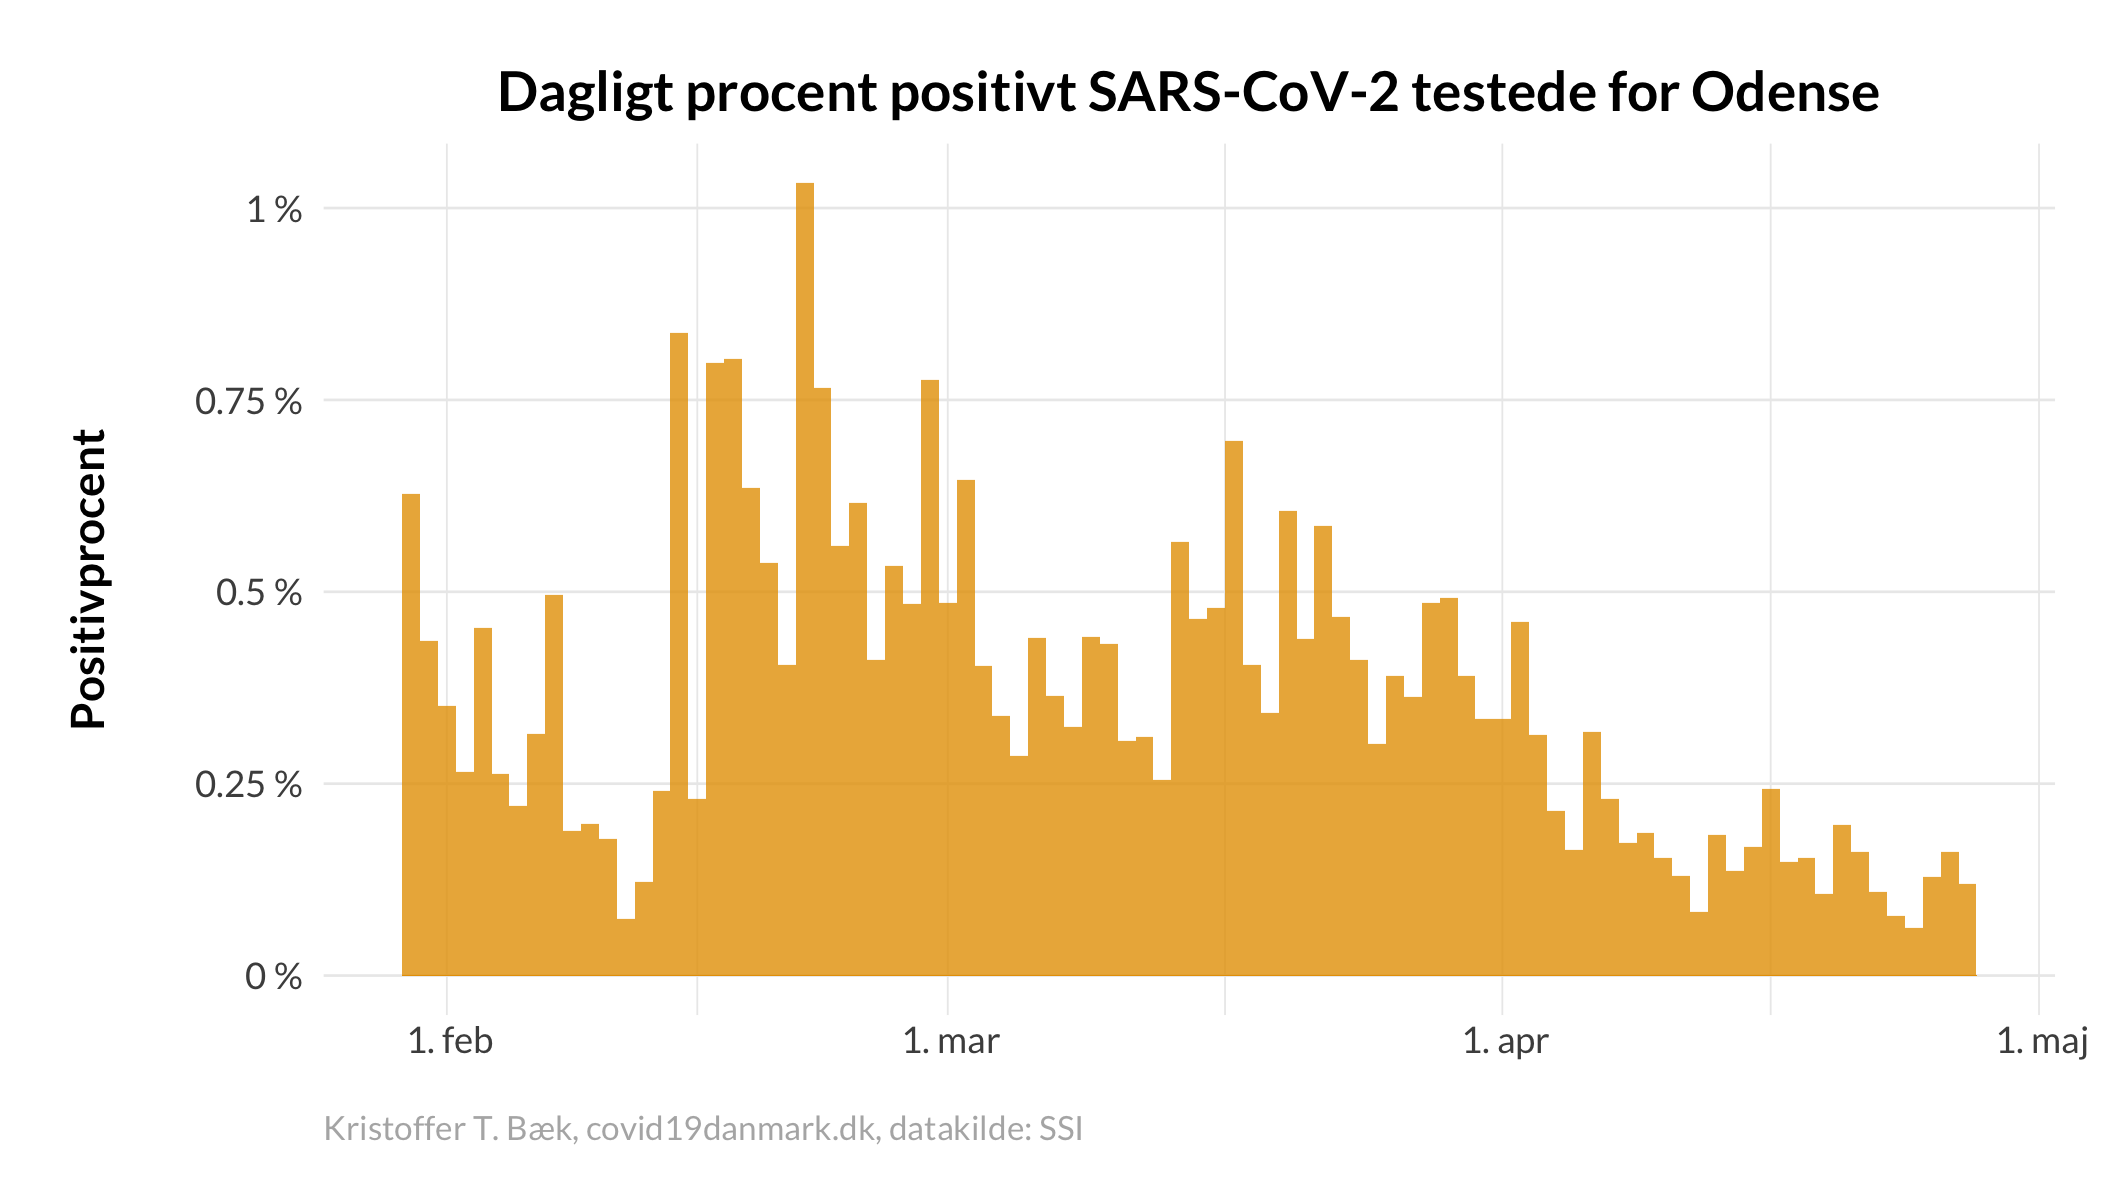 Dagligt procent positivt SARS-CoV-2 testede for Odense
Positivprocent
1 %
0.75 %
0.5 %
0.25 %
0 %
1. feb
1. mar
1. apr
1. maj
Kristoffer T. Bæk, covid19danmark.dk, datakilde: SSI